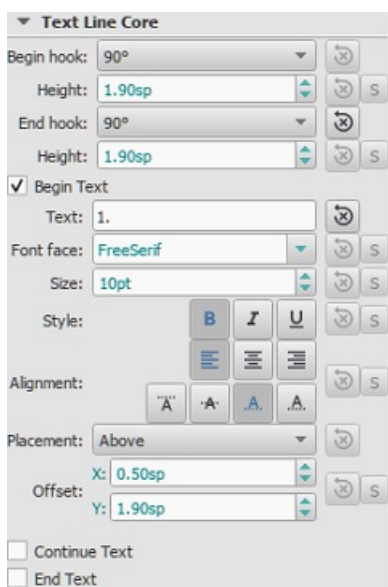 Text Line Core
Begin hook: 90°
Height: 1.90sp S
End hook: 90°
Height: 1.90sp S
Begin Text
Text: 1.
Font face: FreeSerif S
Size: 10pt S
Style: B I U S
Alignment: S
A A A A
Placement: Above
Offset: X: 0.50sp S
Y: 1.90sp
Continue Text
End Text